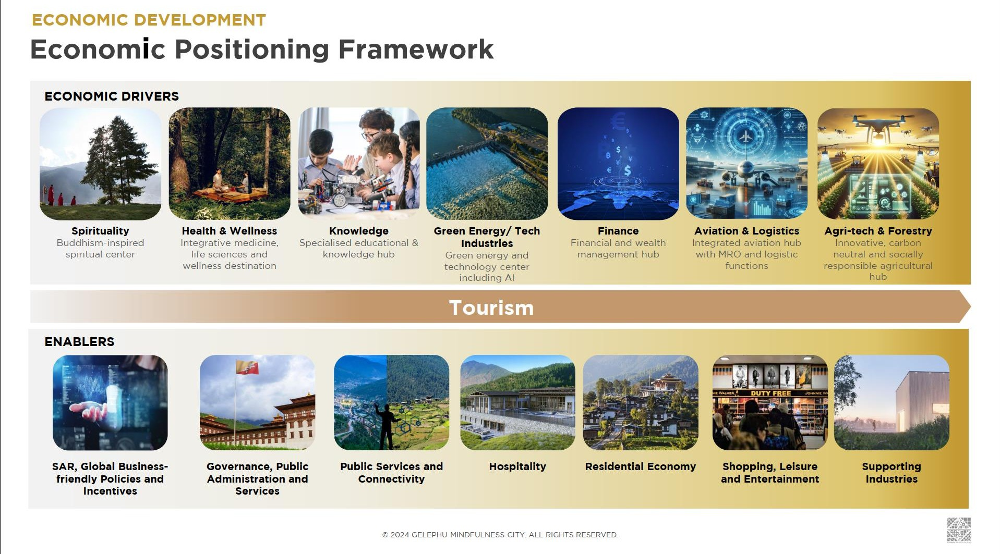 ECONOMIC DEVELOPMENT
Economic Positioning Framework
ECONOMIC DRIVERS
Spirituality
Buddhism-inspired
spiritual center
Health & Wellness
Integrative medicine,
life sciences and
wellness destination
Knowledge
Specialised educational &
knowledge hub
Green Energy/ Tech
Industries
Green energy and
technology center
including AI
Finance
Financial and wealth
management hub
Aviation & Logistics
Integrated aviation hub
with MRO and logistic
functions
Agri-tech & Forestry
Innovative, carbon
neutral and socially
responsible agricultural
hub
Tourism
ENABLERS
DUTY FREE
SAR, Global Business-
friendly Policies and
Incentives
Governance, Public
Administration and
Services
Public Services and
Connectivity
Hospitality
Residential Economy
Shopping, Leisure
and Entertainment
Supporting
Industries
© 2024 GELEPHU MINDFULNESS CITY. ALL RIGHTS RESERVED.